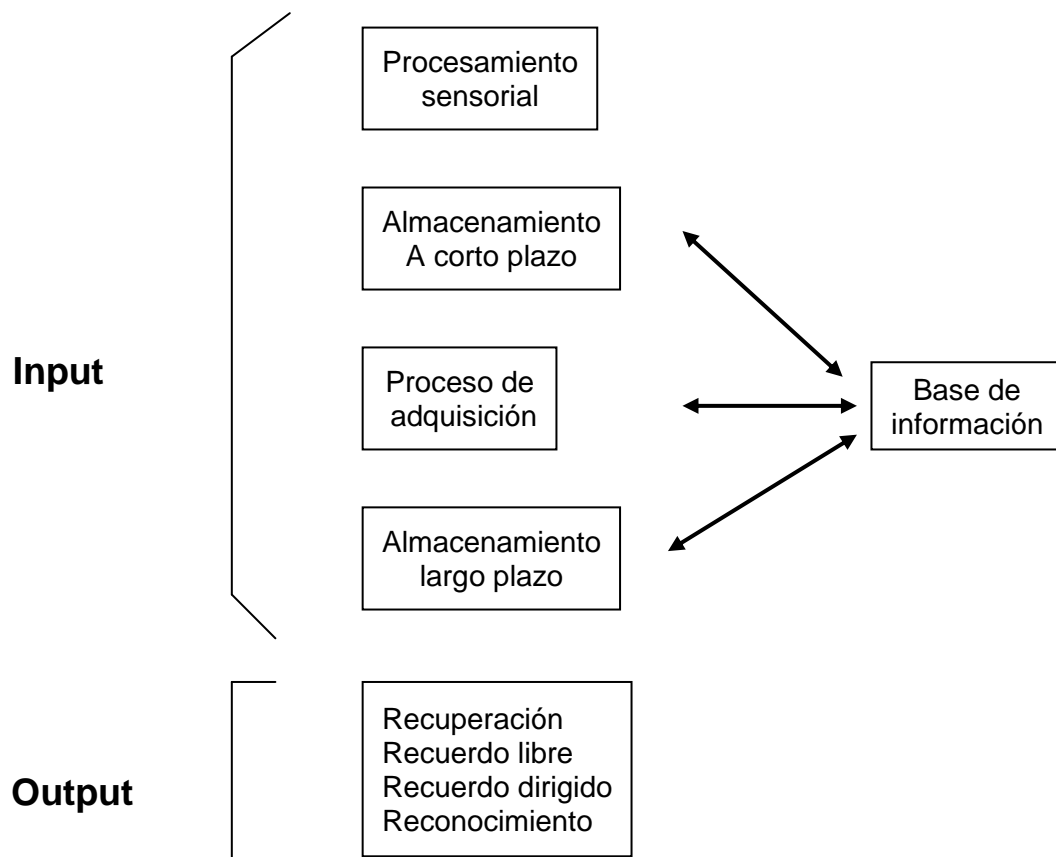 Procesamiento
sensorial
Almacenamiento
A corto plazo
Input
Proceso de
adquisición
Base de
información
Almacenamiento
largo plazo
Output
Recuperación
Recuerdo libre
Recuerdo dirigido
Reconocimiento